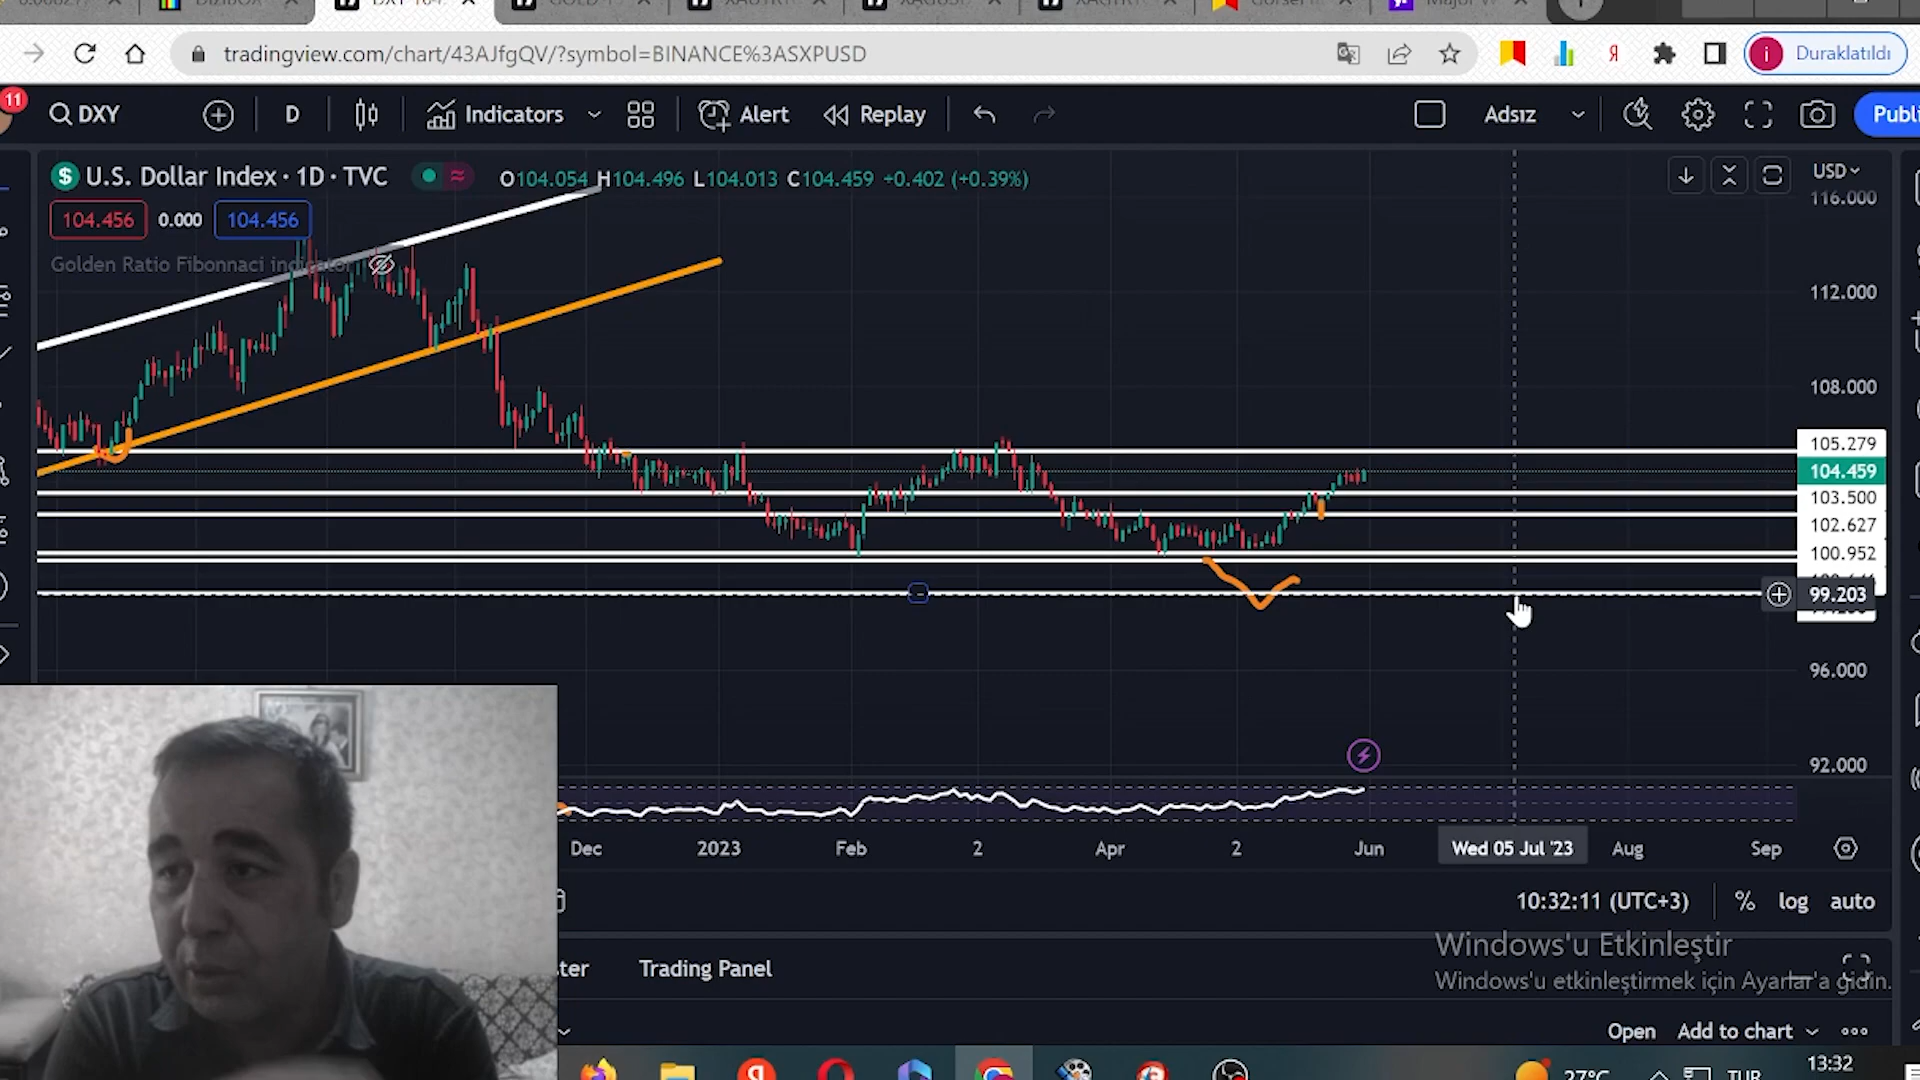 tradingview.com/chart/43AJfgQV/?symbol=BINANCE%3ASXPUSD
Duraklatıldı
11
DXY
D
Indicators
Alert
Replay
Adsız
Publi
U.S. Dollar Index · 1D · TVC
O104.054 H104.496 L104.013 C104.459 +0.402 (+0.39%)
USD
104.456 0.000 104.456
Golden Ratio Fibonnaci indicator
116.000
112.000
108.000
105.279
104.459
103.500
102.627
100.952
99.203
96.000
92.000
Dec 2023 Feb 2 Apr 2 Jun Wed 05 Jul '23 Aug Sep
10:32:11 (UTC+3) % log auto
ster Trading Panel
Windows'u Etkinleştir
Windows'u etkinleştirmek için Ayarlar'a gidin.
Open Add to chart
27°C TUR 13:32